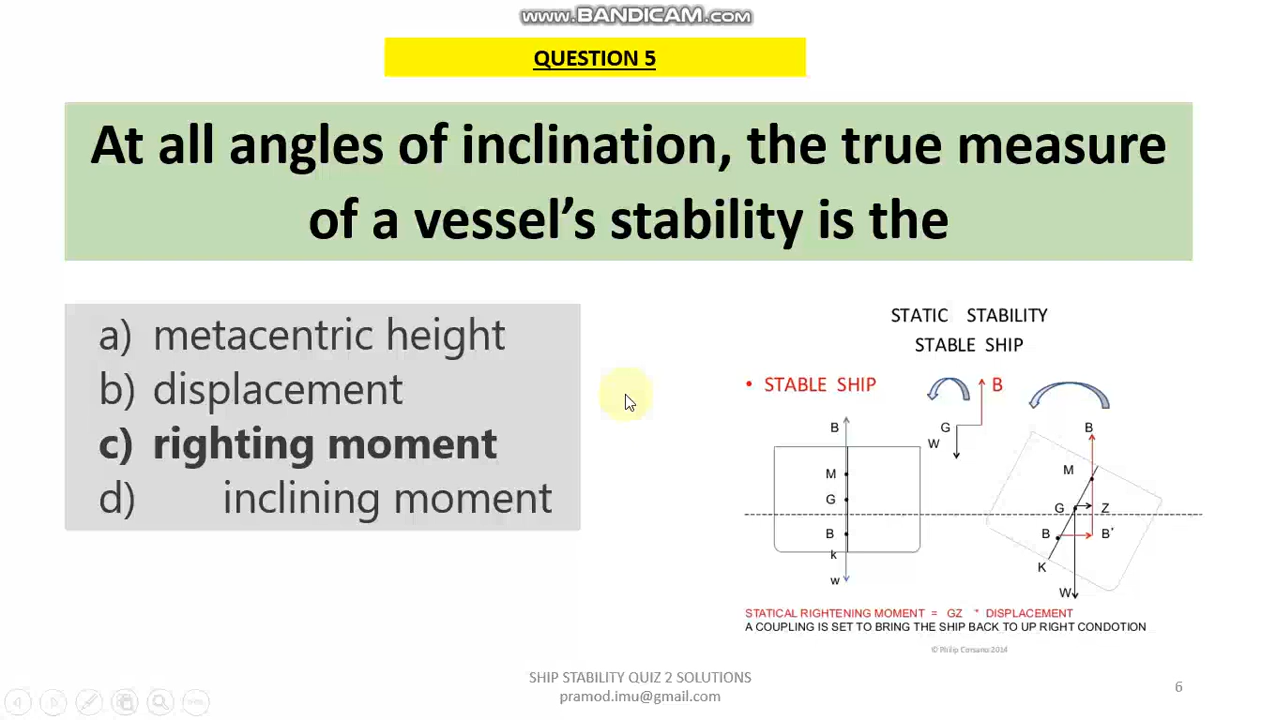 www.BANDICAM.com
QUESTION 5
At all angles of inclination, the true measure
of a vessel’s stability is the
a) metacentric height
b) displacement
c) righting moment
d) inclining moment
STATIC STABILITY
STABLE SHIP
• STABLE SHIP
B
G
W
B
M
G
B
k
w
B
M
G Z
B B'
K
W
STATICAL RIGHTENING MOMENT = GZ * DISPLACEMENT
A COUPLING IS SET TO BRING THE SHIP BACK TO UP RIGHT CONDOTION
© Philip Corsano 2014
SHIP STABILITY QUIZ 2 SOLUTIONS
pramod.imu@gmail.com
6